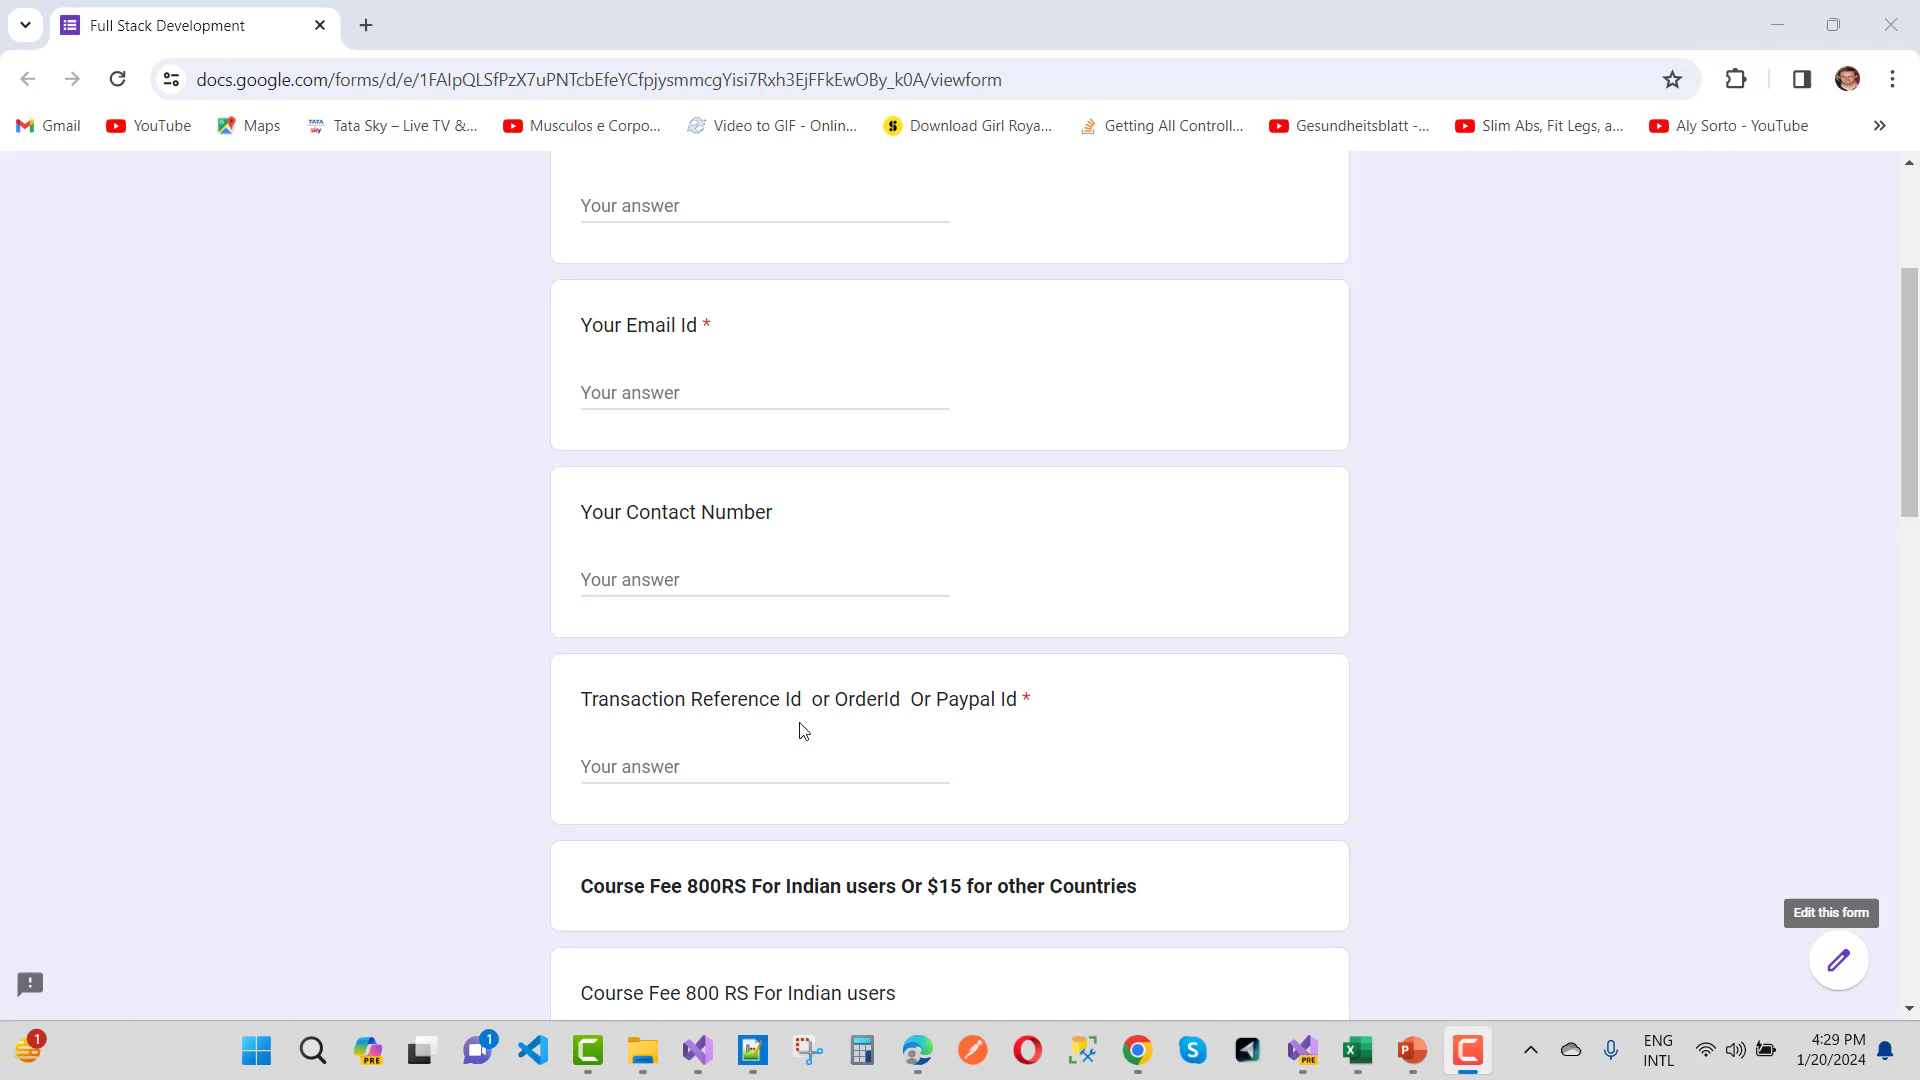 Full Stack Development
docs.google.com/forms/d/e/1FAIpQLSfPzX7uPNTcbEfeYCfpjysmmcgYisi7Rxh3EjFFkEwOBy_k0A/viewform
Gmail YouTube Maps Tata Sky – Live TV &... Musculos e Corpo... Video to GIF - Onlin... Download Girl Roya... Getting All Controll... Gesundheitsblatt -... Slim Abs, Fit Legs, a... Aly Sorto - YouTube
Your answer
Your Email Id *
Your answer
Your Contact Number
Your answer
Transaction Reference Id or OrderId Or Paypal Id *
Your answer
Course Fee 800RS For Indian users Or $15 for other Countries
Edit this form
Course Fee 800 RS For Indian users
1
PRE
1
PRE
ENG
INTL
4:29 PM
1/20/2024